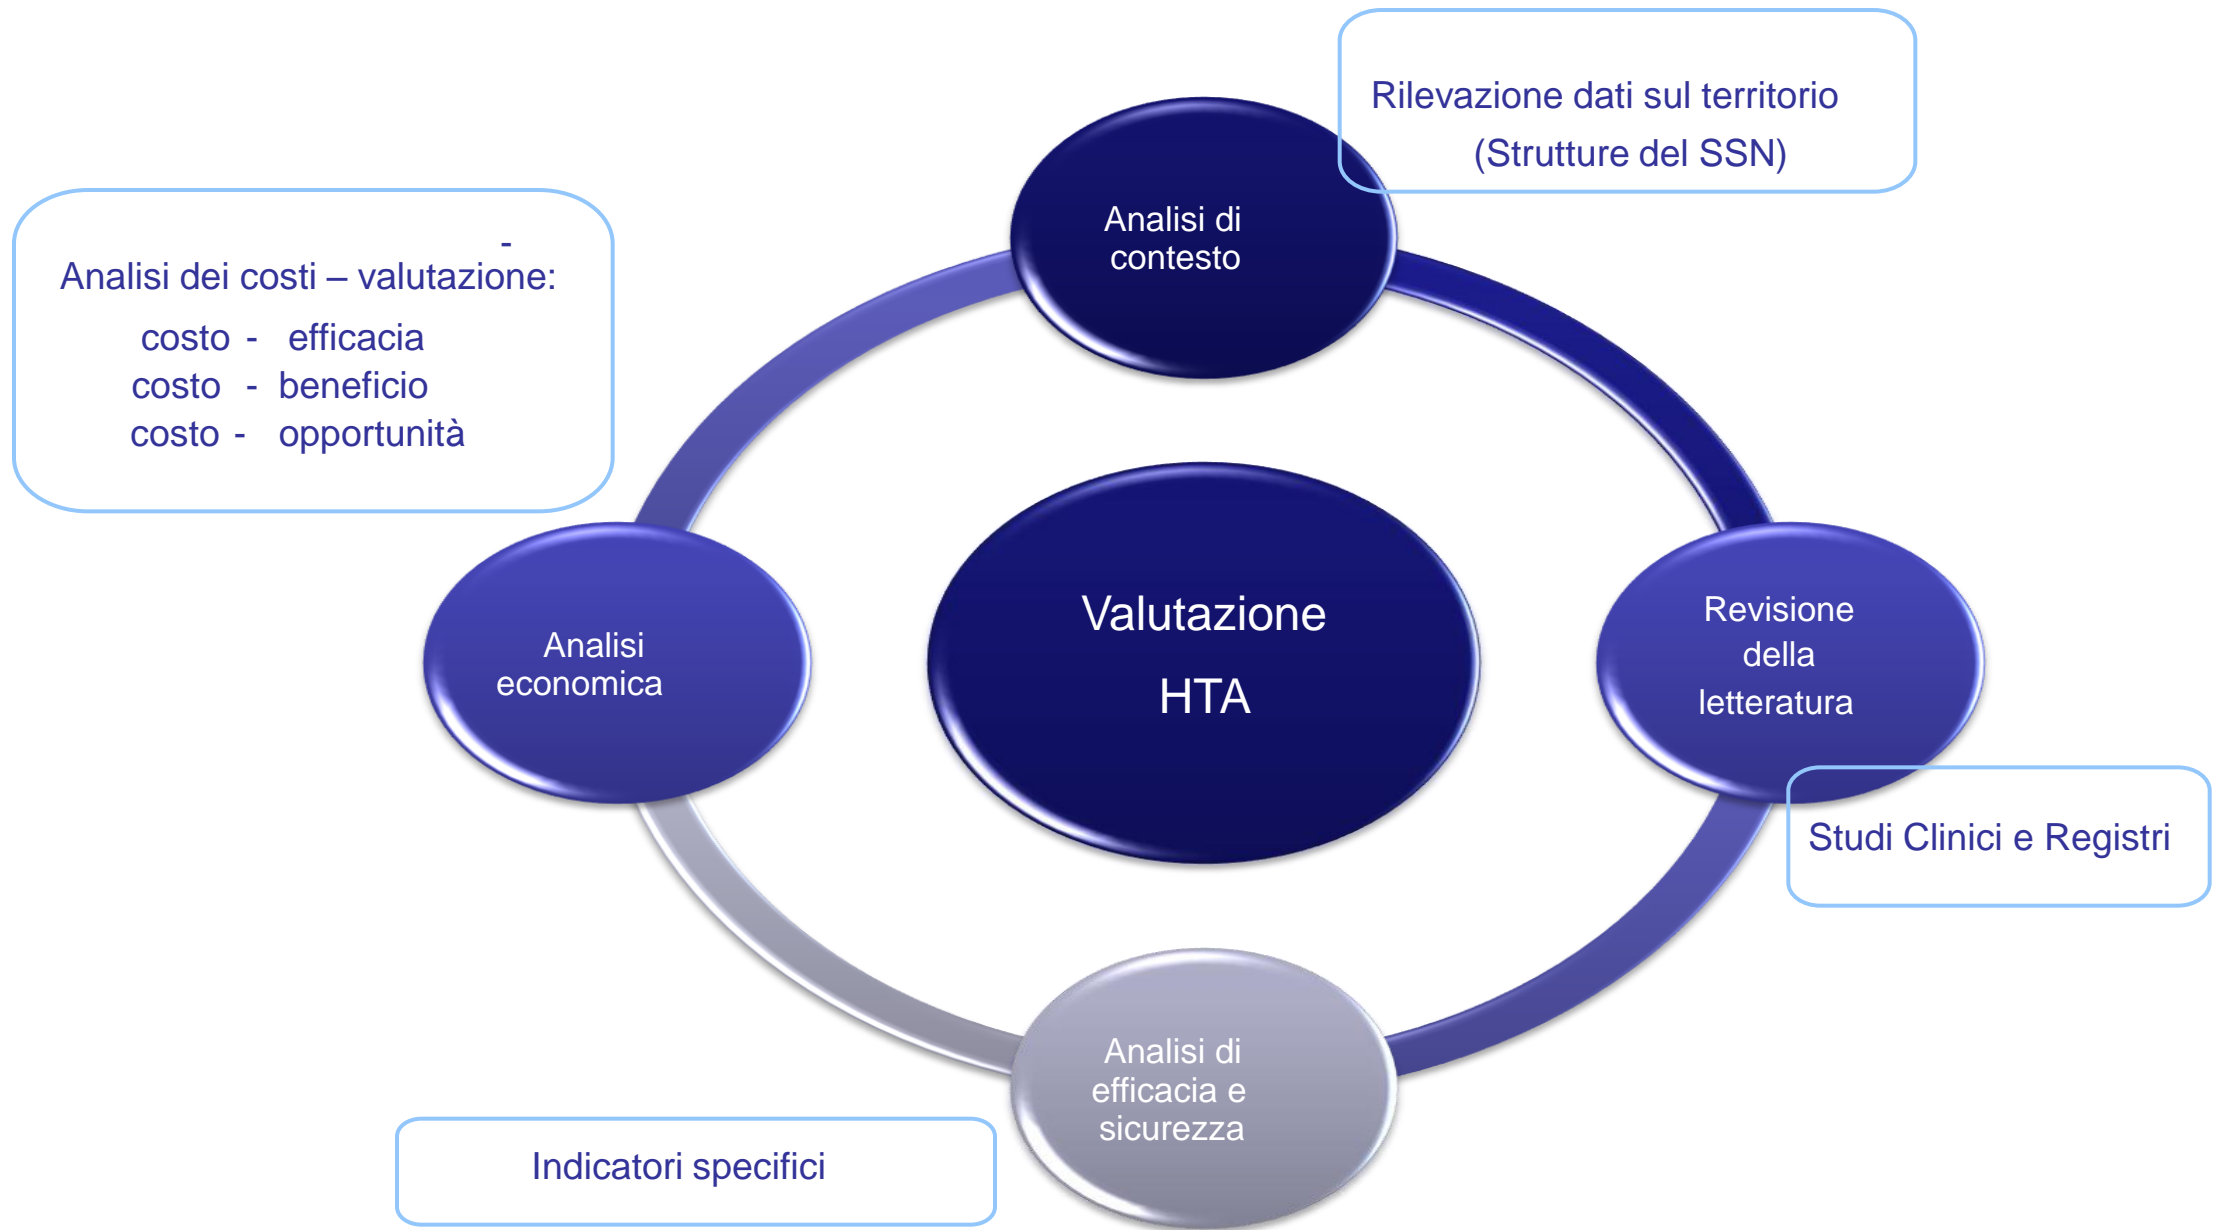 Rilevazione dati sul territorio
(Strutture del SSN)
Analisi di
contesto
-
Analisi dei costi – valutazione:
costo - efficacia
costo - beneficio
costo - opportunità
Valutazione
HTA
Analisi
economica
Revisione
della
letteratura
Studi Clinici e Registri
Analisi di
efficacia e
sicurezza
Indicatori specifici